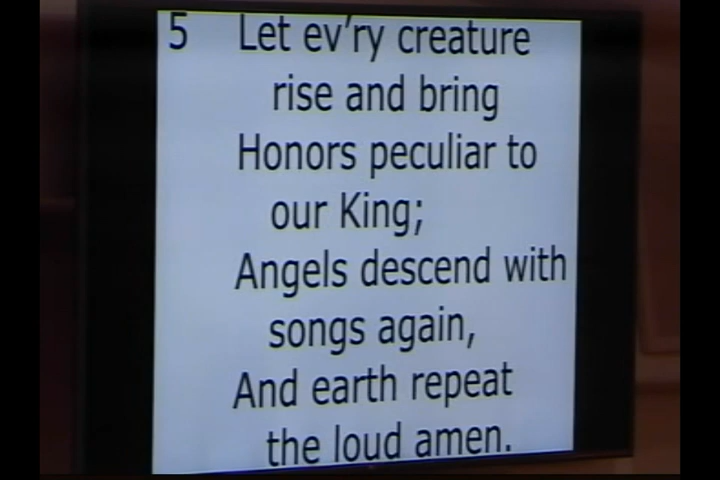 5 Let ev'ry creature
rise and bring
Honors peculiar to
our King;
Angels descend with
songs again,
And earth repeat
the loud amen.